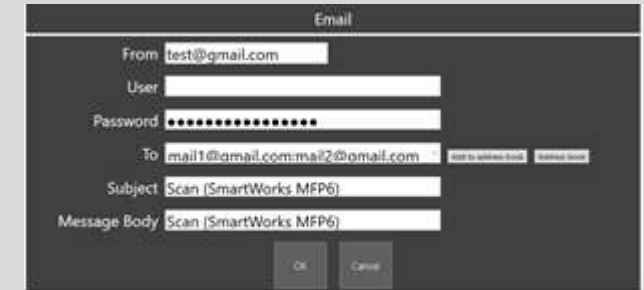 Email
From test@gmail.com
User
Password ●●●●●●●●●●●●●●●●
To mail1@gmail.com;mail2@gmail.com Add to address book Address book
Subject Scan (SmartWorks MFP6)
Message Body Scan (SmartWorks MFP6)
OK Cancel